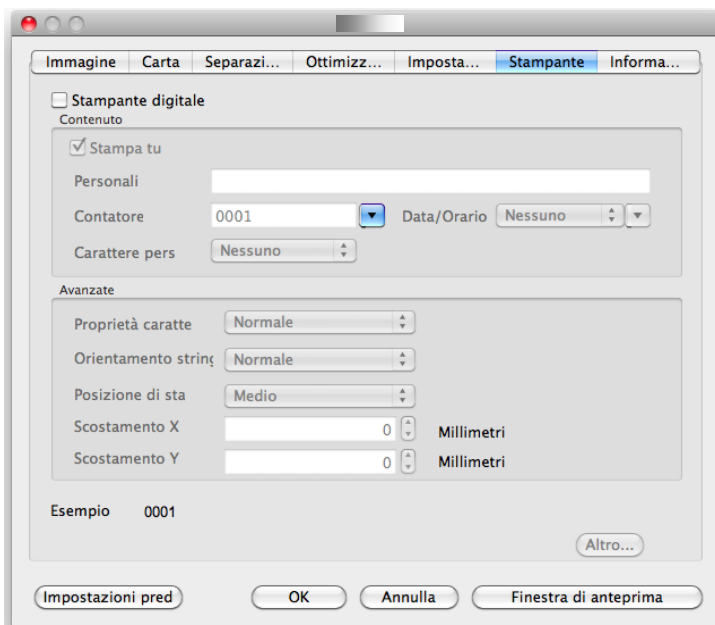 Immagine Carta Separazi... Ottimizz... Imposta... Stampante Informa...
Stampante digitale
Contenuto
Stampa tu
Personali
Contatore 0001 Data/Orario Nessuno
Carattere pers Nessuno
Avanzate
Proprietà caratte Normale
Orientamento string Normale
Posizione di sta Medio
Scostamento X 0 Millimetri
Scostamento Y 0 Millimetri
Esempio 0001
Altro...
Impostazioni pred OK Annulla Finestra di anteprima